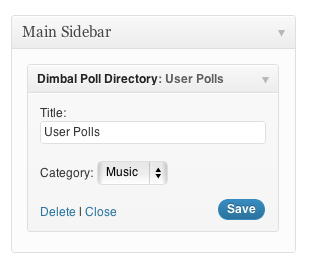 Main Sidebar
Dimbal Poll Directory: User Polls
Title:
User Polls
Category: Music
Delete | Close
Save